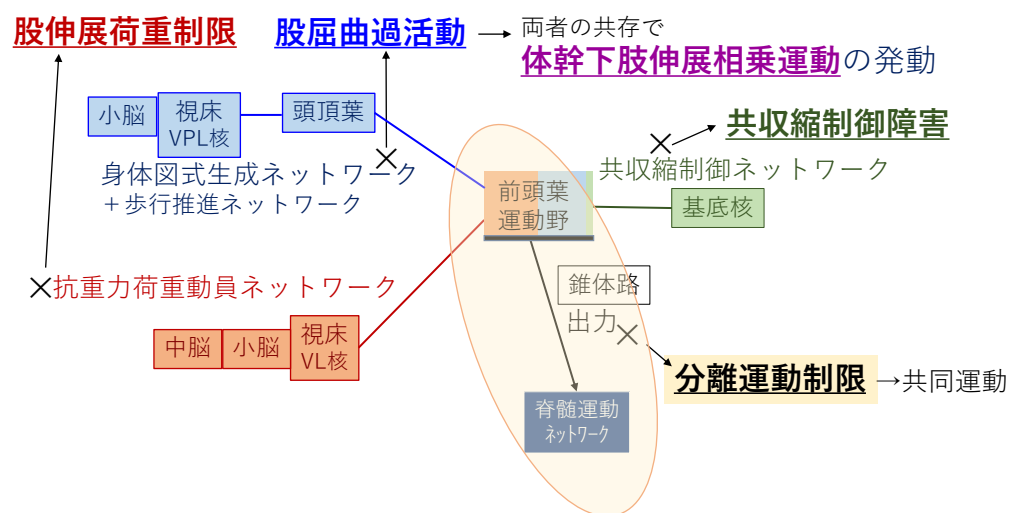 股伸展荷重制限
股屈曲過活動
両者の共存で
体幹下肢伸展相乗運動の発動
小脳
視床
VPL核
頭頂葉
共収縮制御障害
身体図式生成ネットワーク
＋歩行推進ネットワーク
共収縮制御ネットワーク
前頭葉
運動野
基底核
抗重力荷重動員ネットワーク
錐体路
出力
中脳
小脳
視床
VL核
分離運動制限→共同運動
脊髄運動
ネットワーク